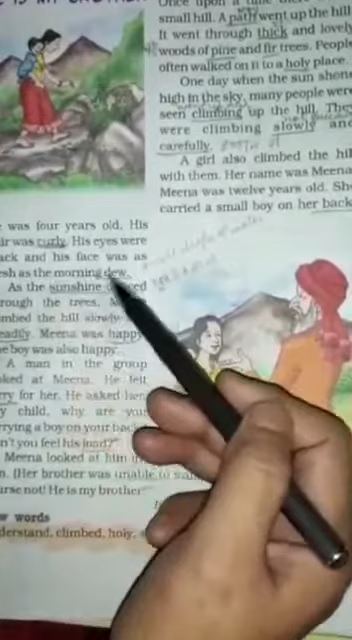 IS MY BROTHER
Once upon a time there
small hill. A path went up the hill
It went through thick and lovely
woods of pine and fir trees. People
often walked on it to a holy place.
One day when the sun shone
high in the sky, many people were
seen climbing up the hill. They
were climbing slowly and
carefully.
A girl also climbed the hill
with them. Her name was Meena
Meena was twelve years old. She
carried a small boy on her back
was four years old. His
ir was curly. His eyes were
ack and his face was as
esh as the morning dew.
As the sunshine
rough the trees,
mbed the hill slowly
eadily. Meena was happy
e boy was also happy.
A man in the group
oked at Meena. He felt
rry for her. He asked her
y child, why are you
rrying a boy on your back
n't you feel his load?"
Meena looked at him
n. (Her brother was unable to
urse not! He is my brother
w words
derstand, climbed, holy,